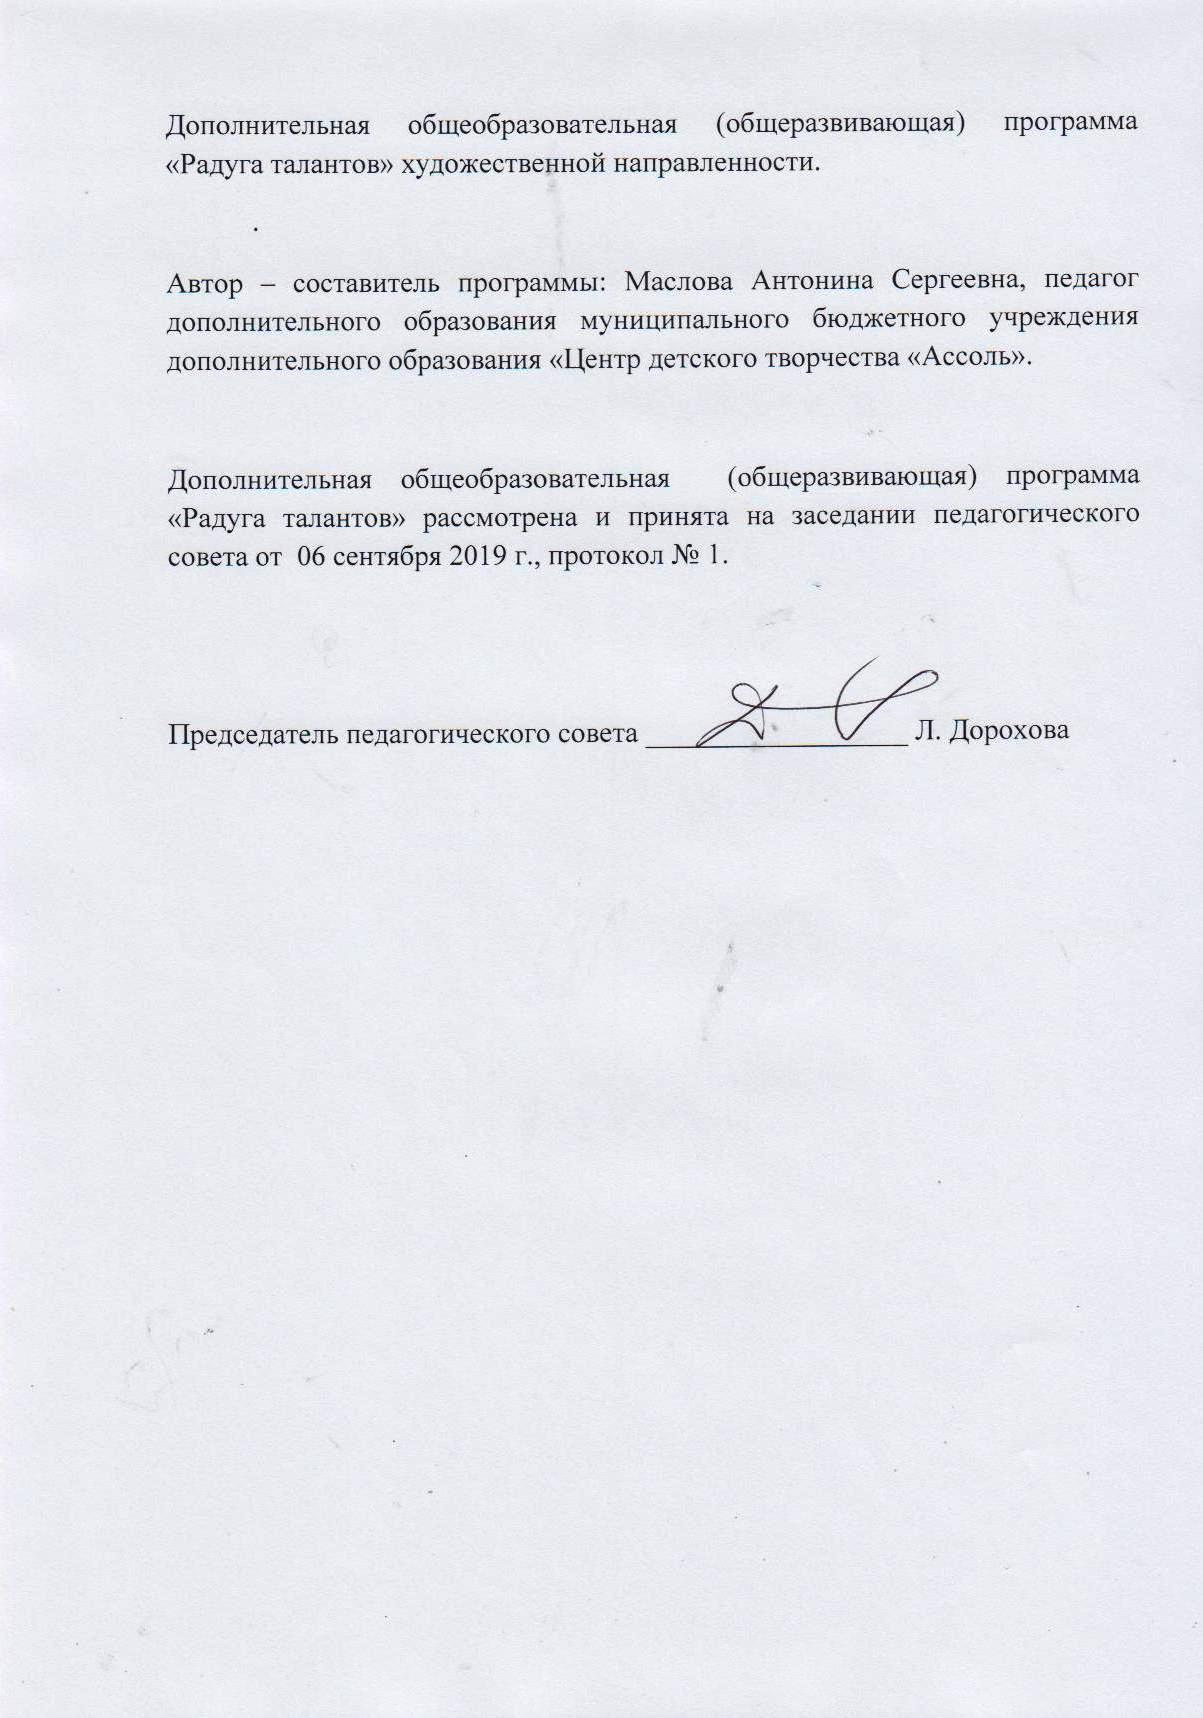 Дополнительная общеобразовательная (общеразвивающая) программа
«Радуга талантов» художественной направленности.
.
Автор – составитель программы: Маслова Антонина Сергеевна, педагог
дополнительного образования муниципального бюджетного учреждения
дополнительного образования «Центр детского творчества «Ассоль».
Дополнительная общеобразовательная (общеразвивающая) программа
«Радуга талантов» рассмотрена и принята на заседании педагогического
совета от 06 сентября 2019 г., протокол № 1.
Председатель педагогического совета ___________________ Л. Дорохова